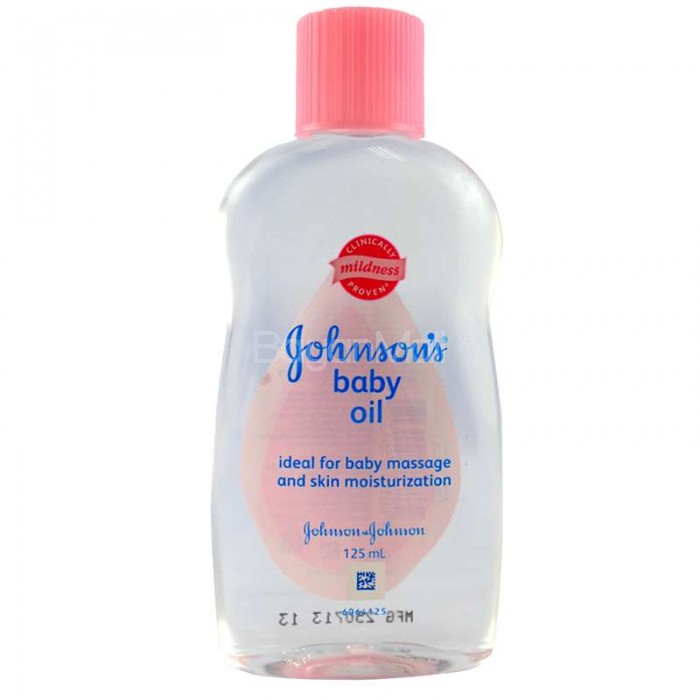 CLINICALLY
mildness
PROVEN®
Johnson's
baby
oil
ideal for baby massage
and skin moisturization
Johnson & Johnson
125 mL
MFG 250713 13